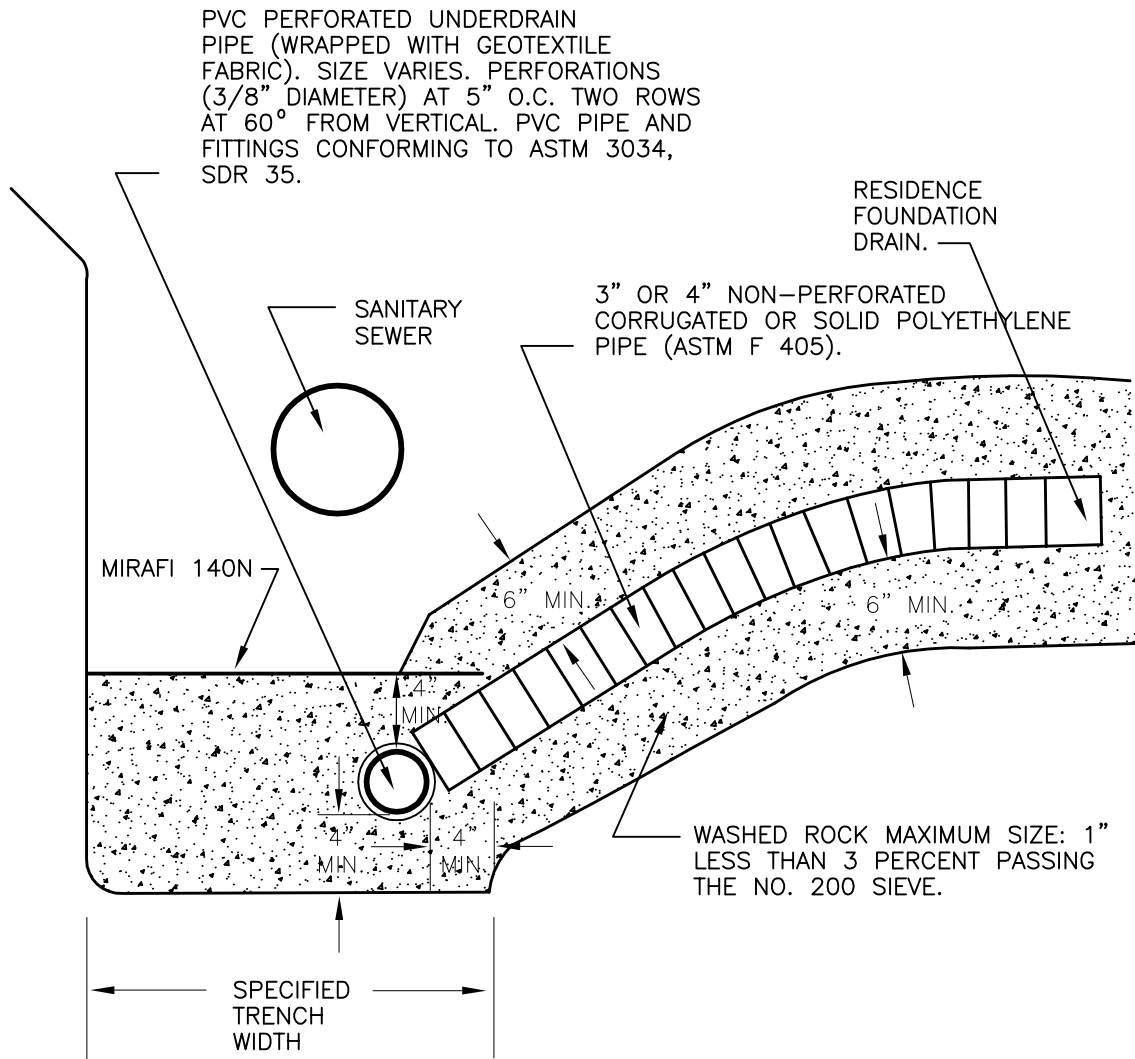 PVC PERFORATED UNDERDRAIN
PIPE (WRAPPED WITH GEOTEXTILE
FABRIC). SIZE VARIES. PERFORATIONS
(3/8" DIAMETER) AT 5" O.C. TWO ROWS
AT 60° FROM VERTICAL. PVC PIPE AND
FITTINGS CONFORMING TO ASTM 3034,
SDR 35.
RESIDENCE
FOUNDATION
DRAIN.
SANITARY
SEWER
3" OR 4" NON-PERFORATED
CORRUGATED OR SOLID POLYETHYLENE
PIPE (ASTM F 405).
MIRAFI 140N
6" MIN.
6" MIN.
4"
MIN.
4"
MIN.
4"
MIN.
WASHED ROCK MAXIMUM SIZE: 1"
LESS THAN 3 PERCENT PASSING
THE NO. 200 SIEVE.
SPECIFIED
TRENCH
WIDTH